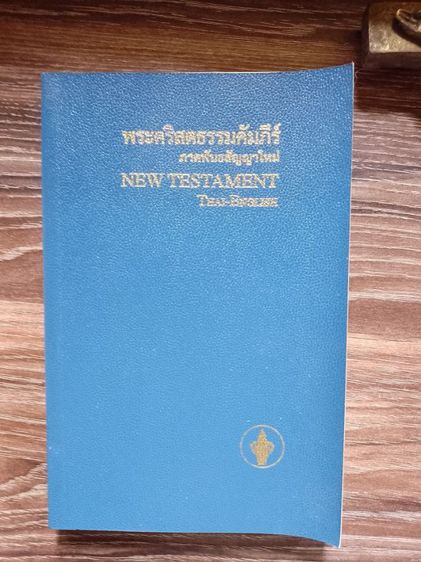 พระคริสตธรรมคัมภีร์
ภาคพันธสัญญาใหม่
NEW TESTAMENT
THAI-ENGLISH